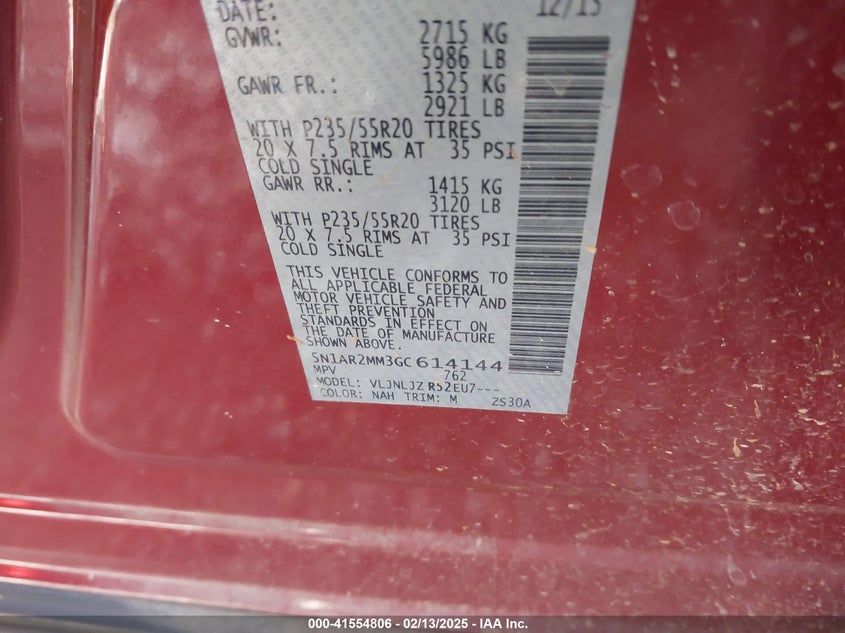 DATE: 12/15
GVWR: 2715 KG
5986 LB
GAWR FR.: 1325 KG
2921 LB
WITH P235/55R20 TIRES
20 X 7.5 RIMS AT 35 PSI
COLD SINGLE
GAWR RR.: 1415 KG
3120 LB
WITH P235/55R20 TIRES
20 X 7.5 RIMS AT 35 PSI
COLD SINGLE
THIS VEHICLE CONFORMS TO
ALL APPLICABLE FEDERAL
MOTOR VEHICLE SAFETY AND
THEFT PREVENTION
STANDARDS IN EFFECT ON
THE DATE OF MANUFACTURE
SHOWN ABOVE.
5N1AR2MM3GC614144
MPV 762
MODEL: VLJNLJZ R52EU7---
COLOR: NAH TRIM: M ZS30A
000-41554806 - 02/13/2025 - IAA Inc.